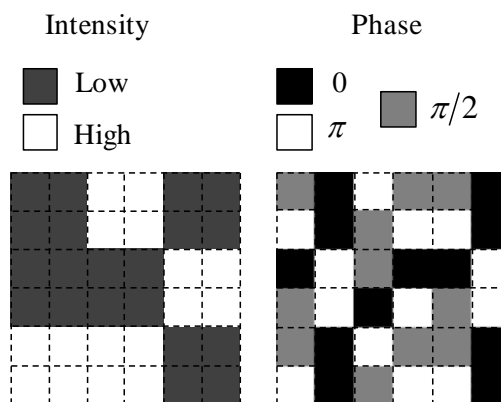 Intensity
Low
High
Phase
0
π
π/2